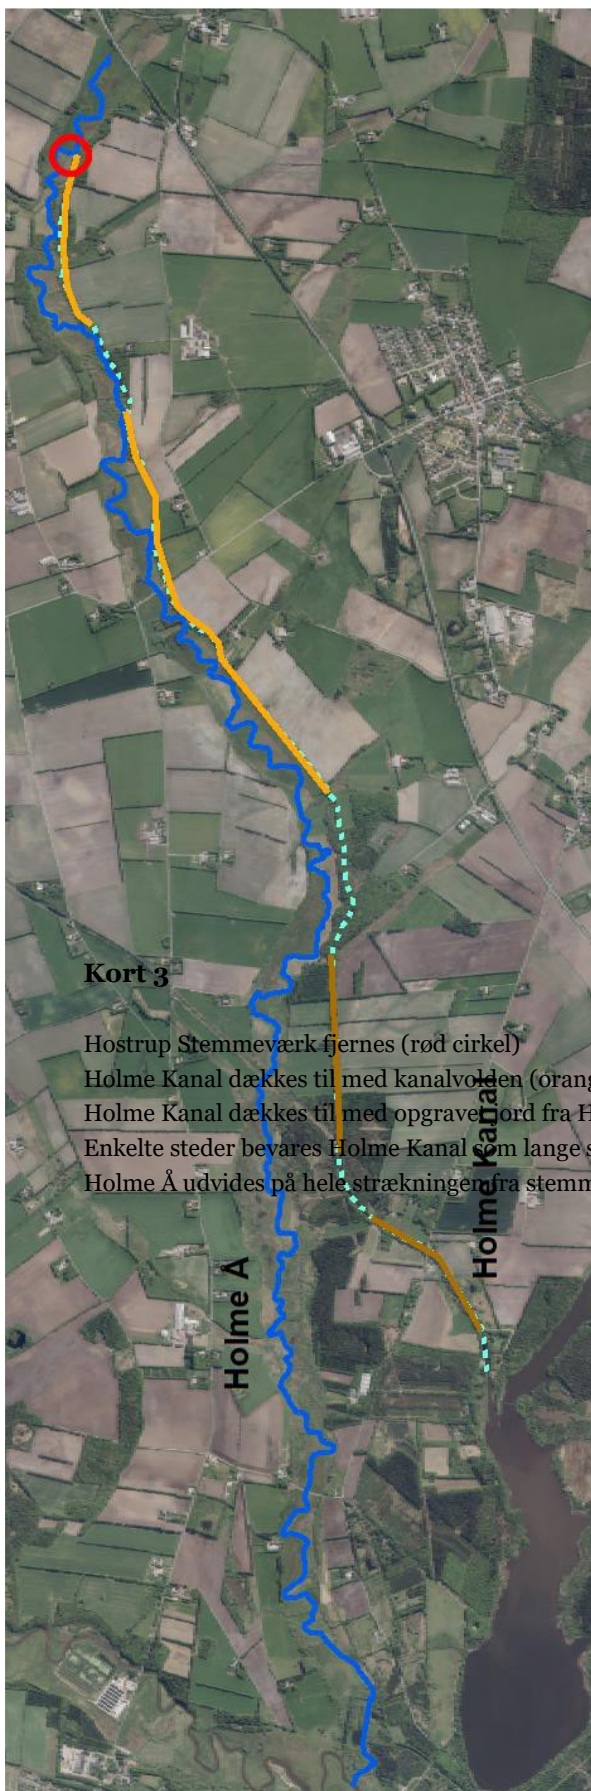 Kort 3
Hostrup Stemmeværk fjernes (rød cirkel)
Holme Kanal dækkes til med kanalvolden (orang
Holme Kanal dækkes til med opgravet jord fra H
Enkelte steder bevares Holme Kanal som lange s
Holme Å udvides på hele strækningen fra stemm
Holme Kanal
Holme Å